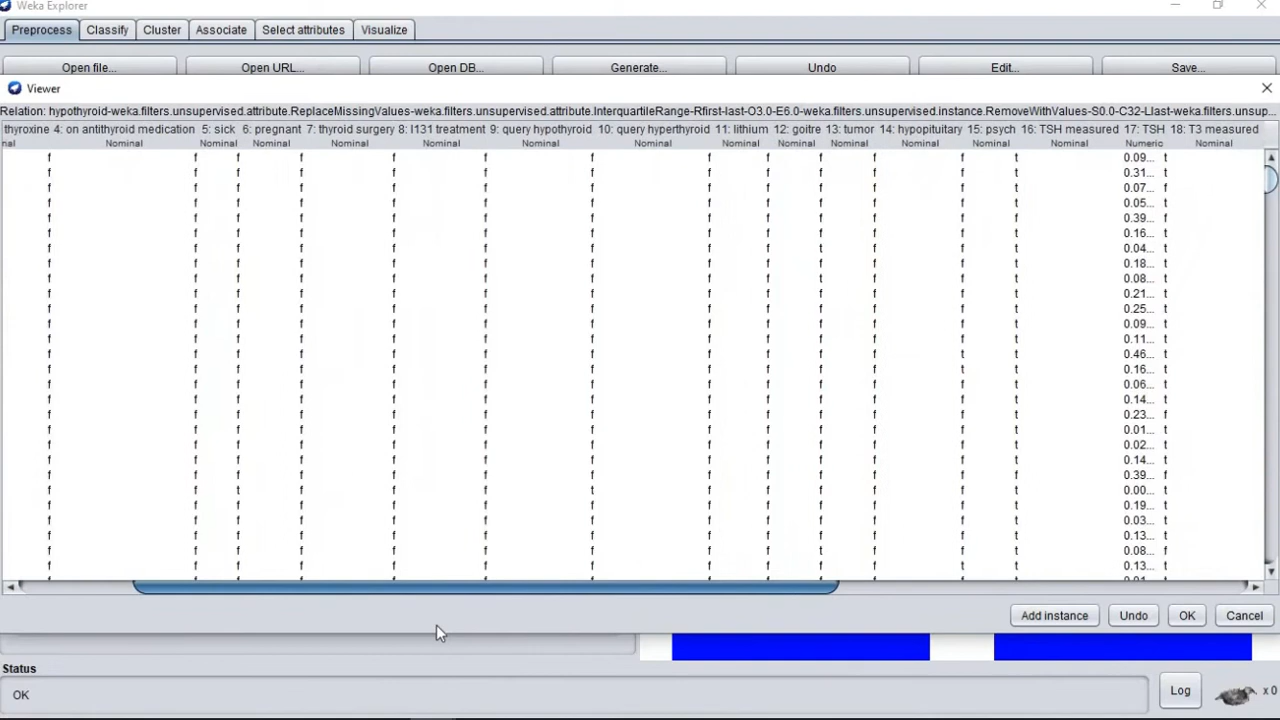 Weka Explorer
Preprocess Classify Cluster Associate Select attributes Visualize
Open file... Open URL... Open DB... Generate... Undo Edit... Save...
Viewer
Relation: hypothyroid-weka.filters.unsupervised.attribute.ReplaceMissingValues-weka.filters.unsupervised.attribute.InterquartileRange-Rfirst-last-O3.0-E6.0-weka.filters.unsupervised.instance.RemoveWithValues-S0.0-C32-Llast-weka.filters.unsup...
thyroxine 4: on antithyroid medication 5: sick 6: pregnant 7: thyroid surgery 8: I131 treatment 9: query hypothyroid 10: query hyperthyroid 11: lithium 12: goitre 13: tumor 14: hypopituitary 15: psych 16: TSH measured 17: TSH 18: T3 measured
nal Nominal Nominal Nominal Nominal Nominal Nominal Nominal Nominal Nominal Nominal Nominal Nominal Nominal Numeric Nominal
f f f f f f f f f f f f t 0.09... t
f f f f f f f f f f f f t 0.31... t
f f f f f f f f f f f f t 0.07... t
f f f f f f f f f f f f t 0.05... t
f f f f f f f f f f f f t 0.39... t
f f f f f f f f f f f f t 0.16... t
f f f f f f f f f t f f t 0.04... t
f f f f f f f f f f f f t 0.18... t
f f f f f f f f f f f f t 0.08... t
f f f f f f f f f f f f t 0.21... t
f f f f f f f f f f f f t 0.25... t
f f f f f f f f f f f f t 0.09... t
f f f f f f f f f f f f t 0.11... t
f f f f f f f f f f f t t 0.46... t
f f f f f f f f f f f t t 0.16... t
f f f f f f f f f f f f t 0.06... t
f f f f f f f f f f f f t 0.14... t
f f f f f f f f f f f f t 0.23... t
f f f f f f f f f f f f t 0.01... t
f f f f f f f f f f f f t 0.02... t
f f f f f f f f f f f f t 0.14... t
f f f f f f f f f f f f t 0.39... t
f f t f f f t f f f f f t 0.00... t
f f f f f f f f f f f f t 0.19... t
f f f f f f f f f f f f t 0.03... t
f f f f f f f f f f f f t 0.13... t
f f f f f f f f f t f f t 0.08... t
f f f f f f f f f f f t t 0.13... t
Add instance Undo OK Cancel
Status
OK
Log x 0